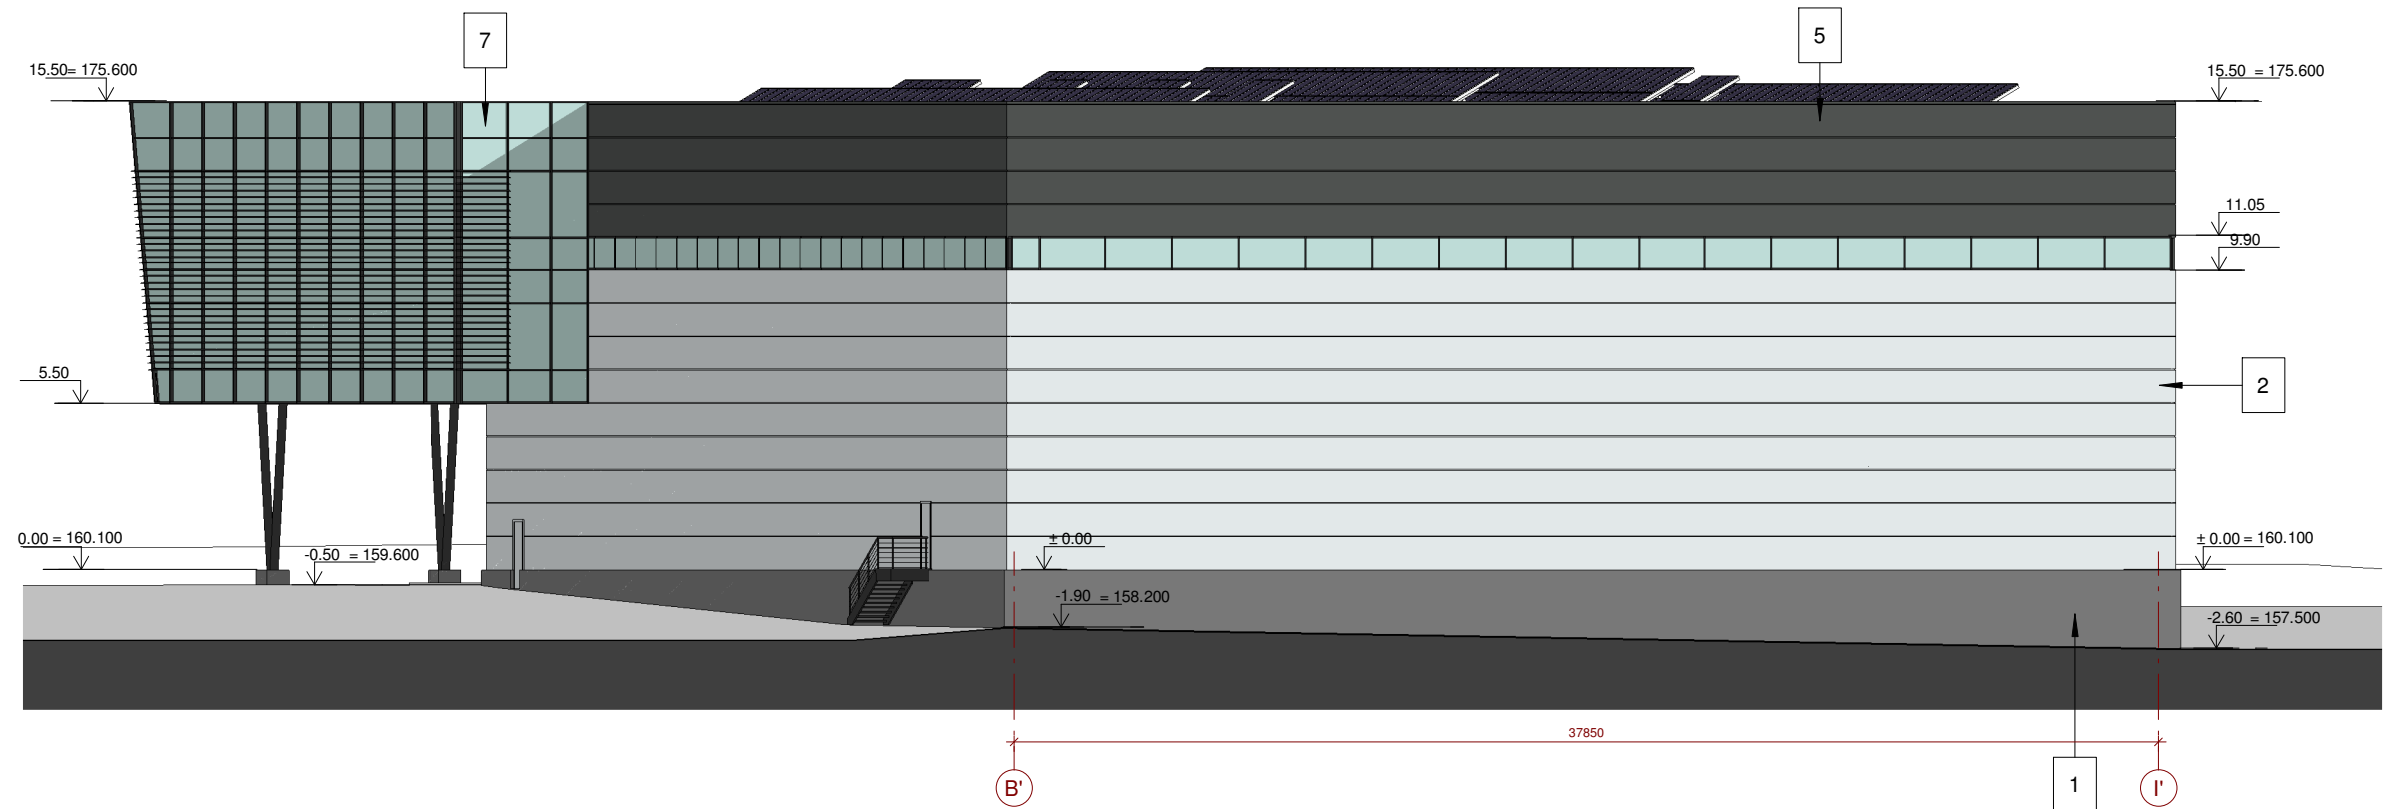 7
5
15.50= 175.600
15.50 = 175.600
11.05
9.90
5.50
2
0.00 = 160.100
-0.50 = 159.600
± 0.00
± 0.00 = 160.100
-1.90 = 158.200
-2.60 = 157.500
37850
B'
1
I'